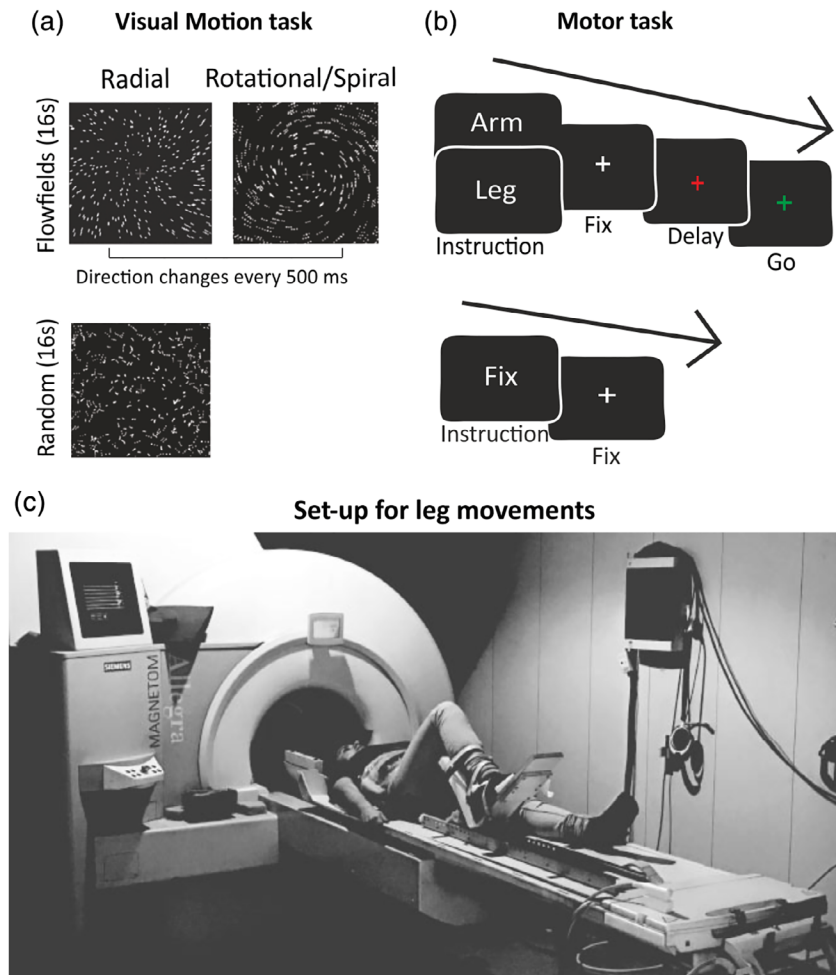 (a) Visual Motion task
Radial Rotational/Spiral
Flowfields (16s)
Direction changes every 500 ms
Random (16s)
(b) Motor task
Arm
Leg
Instruction
Fix
Delay
Go
Fix
Instruction
Fix
(c) Set-up for leg movements
SIEMENS
MAGNETOM
Allegra